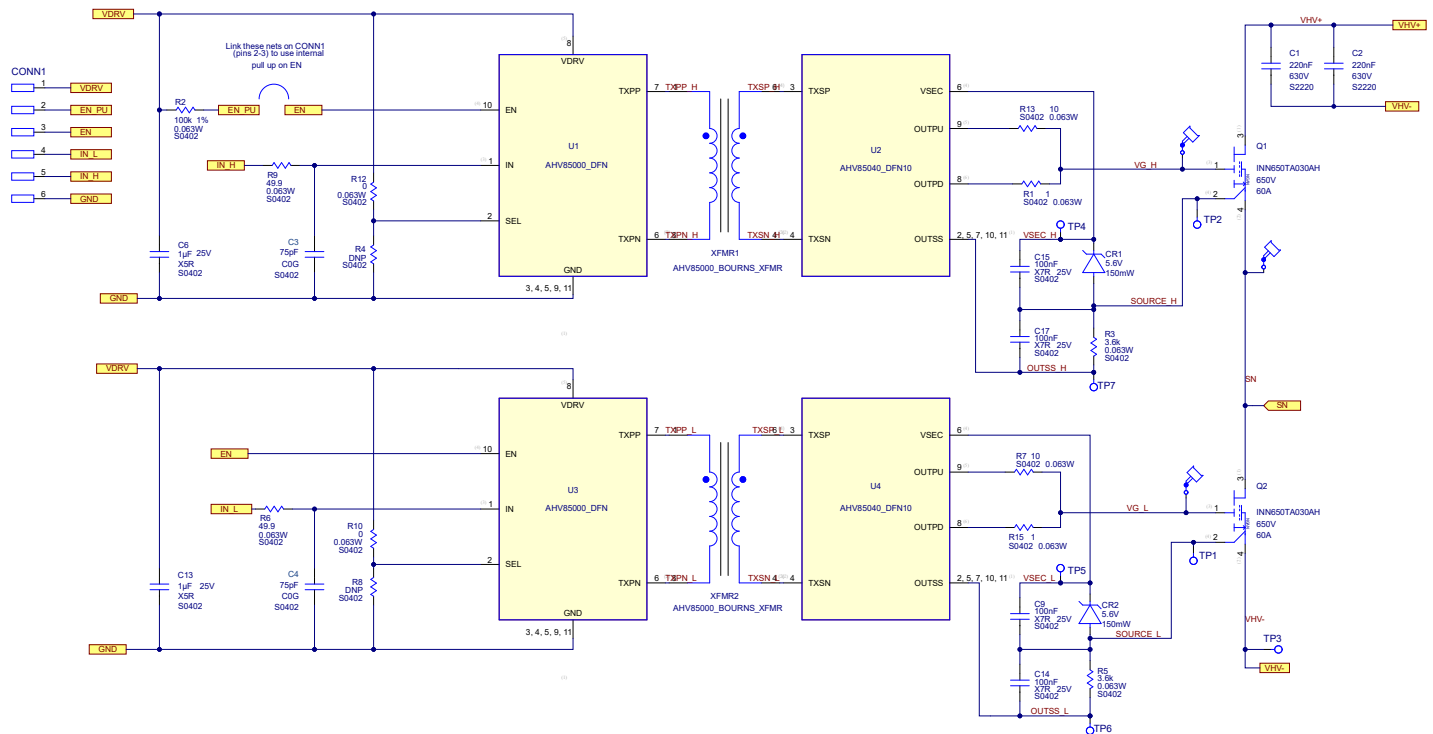 VDRV
Link these nets on CONN1
(pins 2-3) to use internal
pull up on EN
CONN1
1 VDRV
2 EN_PU
3 EN
4 IN_L
5 IN_H
6 GND
R2
100k 1%
0.063W
S0402
EN_PU
EN
IN_H
R9
49.9
0.063W
S0402
R12
0
0.063W
S0402
C6
1µF 25V
X5R
S0402
C3
75pF
C0G
S0402
R4
DNP
S0402
GND
8
VDRV
10 EN
1 IN
2 SEL
U1
AHV85000_DFN
TXPP
TXPN
GND
3, 4, 5, 9, 11
7 TXPP_H
6 TXPN_H
TXSP_H
TXSN_H
XFMR1
AHV85000_BOURNS_XFMR
3 TXSP
4 TXSN
U2
AHV85040_DFN10
VSEC 6
OUTPU 9
OUTPD 8
OUTSS 2, 5, 7, 10, 11
R13 10
S0402 0.063W
R1 1
S0402 0.063W
VSEC_H
TP4
C15
100nF
X7R 25V
S0402
CR1
5.6V
150mW
SOURCE_H
C17
100nF
X7R 25V
S0402
R3
3.6k
0.063W
S0402
OUTSS_H
TP7
VG_H
TP2
VHV+
VHV+
C1
220nF
630V
S2220
C2
220nF
630V
S2220
VHV-
3
1
2
4
Q1
INN650TA030AH
650V
60A
SN
SN
VDRV
EN
IN_L
R6
49.9
0.063W
S0402
R10
0
0.063W
S0402
C13
1µF 25V
X5R
S0402
C4
75pF
C0G
S0402
R8
DNP
S0402
GND
8
VDRV
10 EN
1 IN
2 SEL
U3
AHV85000_DFN
TXPP
TXPN
GND
3, 4, 5, 9, 11
7 TXPP_L
6 TXPN_L
TXSP_L
TXSN_L
XFMR2
AHV85000_BOURNS_XFMR
3 TXSP
4 TXSN
U4
AHV85040_DFN10
VSEC 6
OUTPU 9
OUTPD 8
OUTSS 2, 5, 7, 10, 11
R7 10
S0402 0.063W
R15 1
S0402 0.063W
VSEC_L
TP5
C9
100nF
X7R 25V
S0402
CR2
5.6V
150mW
SOURCE_L
C14
100nF
X7R 25V
S0402
R5
3.6k
0.063W
S0402
OUTSS_L
TP6
VG_L
TP1
3
1
2
4
Q2
INN650TA030AH
650V
60A
VHV-
TP3
VHV-